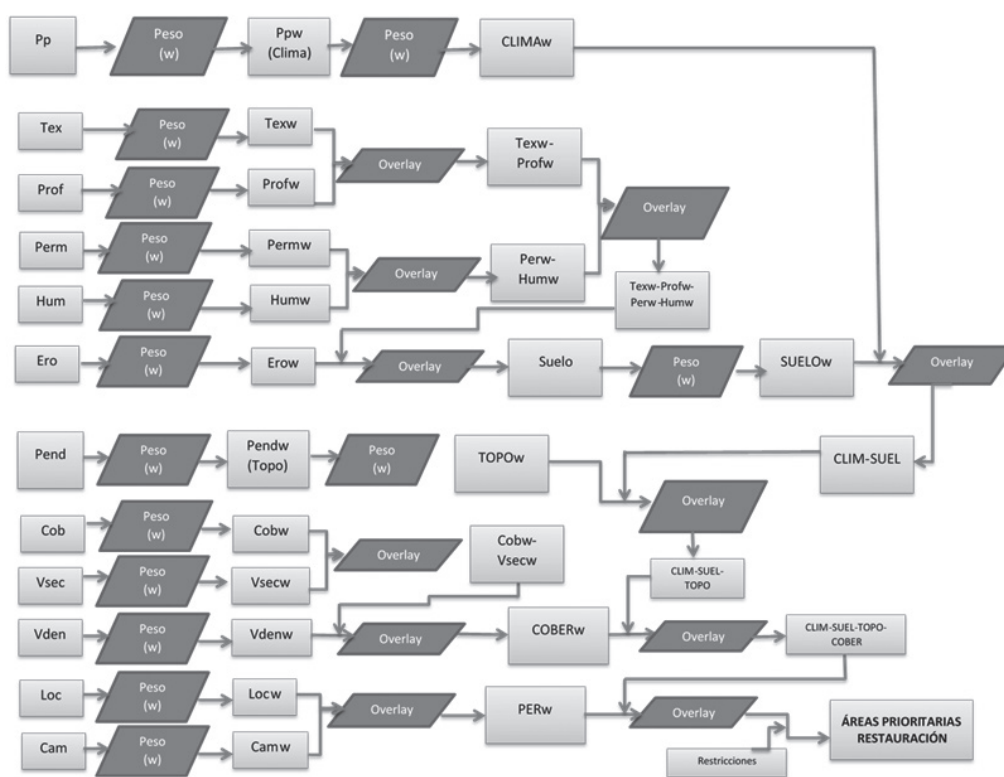 Pp
Peso
(w)
Ppw
(Clima)
Peso
(w)
CLIMAw
Tex
Peso
(w)
Texw
Overlay
Texw-
Profw
Prof
Peso
(w)
Profw
Overlay
Perm
Peso
(w)
Permw
Overlay
Perw-
Humw
Hum
Peso
(w)
Humw
Texw-Profw-
Perw-Humw
Ero
Peso
(w)
Erow
Overlay
Suelo
Peso
(w)
SUELOw
Overlay
Pend
Peso
(w)
Pendw
(Topo)
Peso
(w)
TOPOw
CLIM-SUEL
Overlay
Cob
Peso
(w)
Cobw
Overlay
Cobw-
Vsecw
Vsec
Peso
(w)
Vsecw
CLIM-SUEL-
TOPO
Vden
Peso
(w)
Vdenw
Overlay
COBERw
Overlay
CLIM-SUEL-TOPO-
COBER
Loc
Peso
(w)
Locw
Overlay
PERw
Overlay
ÁREAS PRIORITARIAS
RESTAURACIÓN
Cam
Peso
(w)
Camw
Restricciones